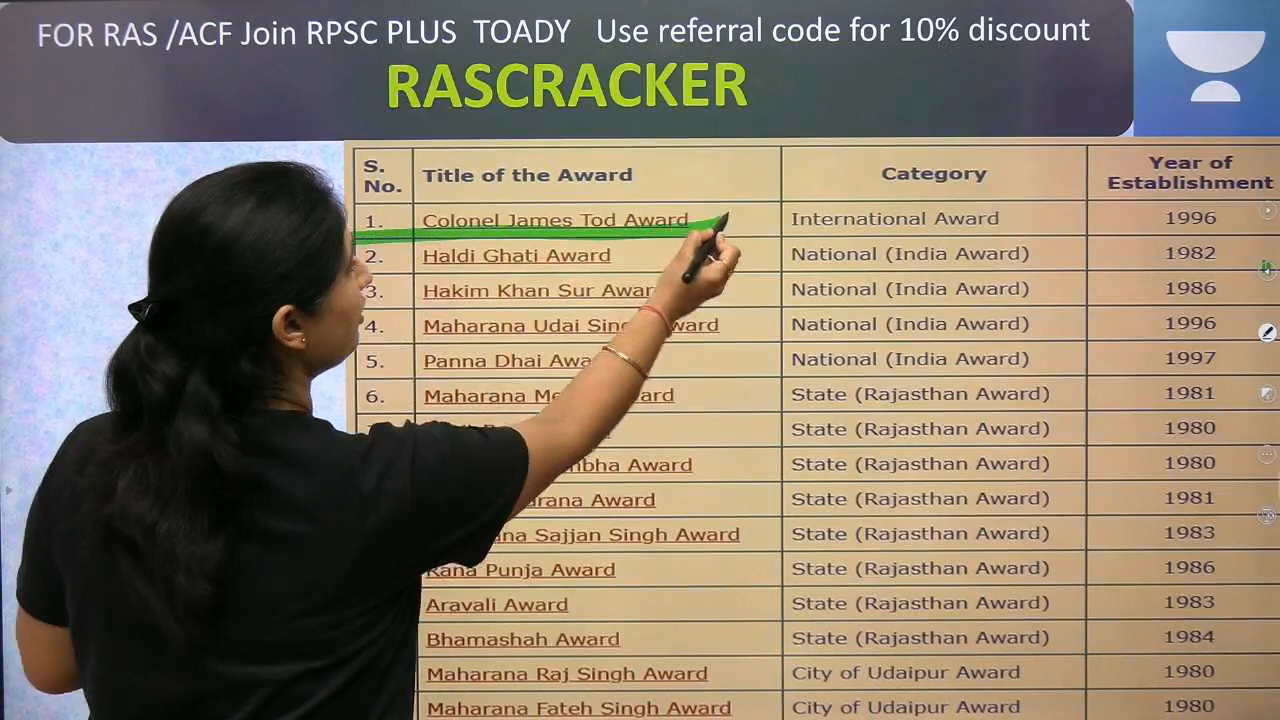 FOR RAS /ACF Join RPSC PLUS TOADY Use referral code for 10% discount
RASCRACKER
S. No. Title of the Award Category Year of Establishment
1. Colonel James Tod Award International Award 1996
2. Haldi Ghati Award National (India Award) 1982
3. Hakim Khan Sur National (India Award) 1986
4. Maharana Udai National (India Award) 1996
5. Panna Dhai National (India Award) 1997
6. Maharana State (Rajasthan Award) 1981
State (Rajasthan Award) 1980
Award State (Rajasthan Award) 1980
Award State (Rajasthan Award) 1981
Sajjan Singh Award State (Rajasthan Award) 1983
Rana Punja Award State (Rajasthan Award) 1986
Aravali Award State (Rajasthan Award) 1983
Bhamashah Award State (Rajasthan Award) 1984
Maharana Raj Singh Award City of Udaipur Award 1980
Maharana Fateh Singh Award City of Udaipur Award 1980